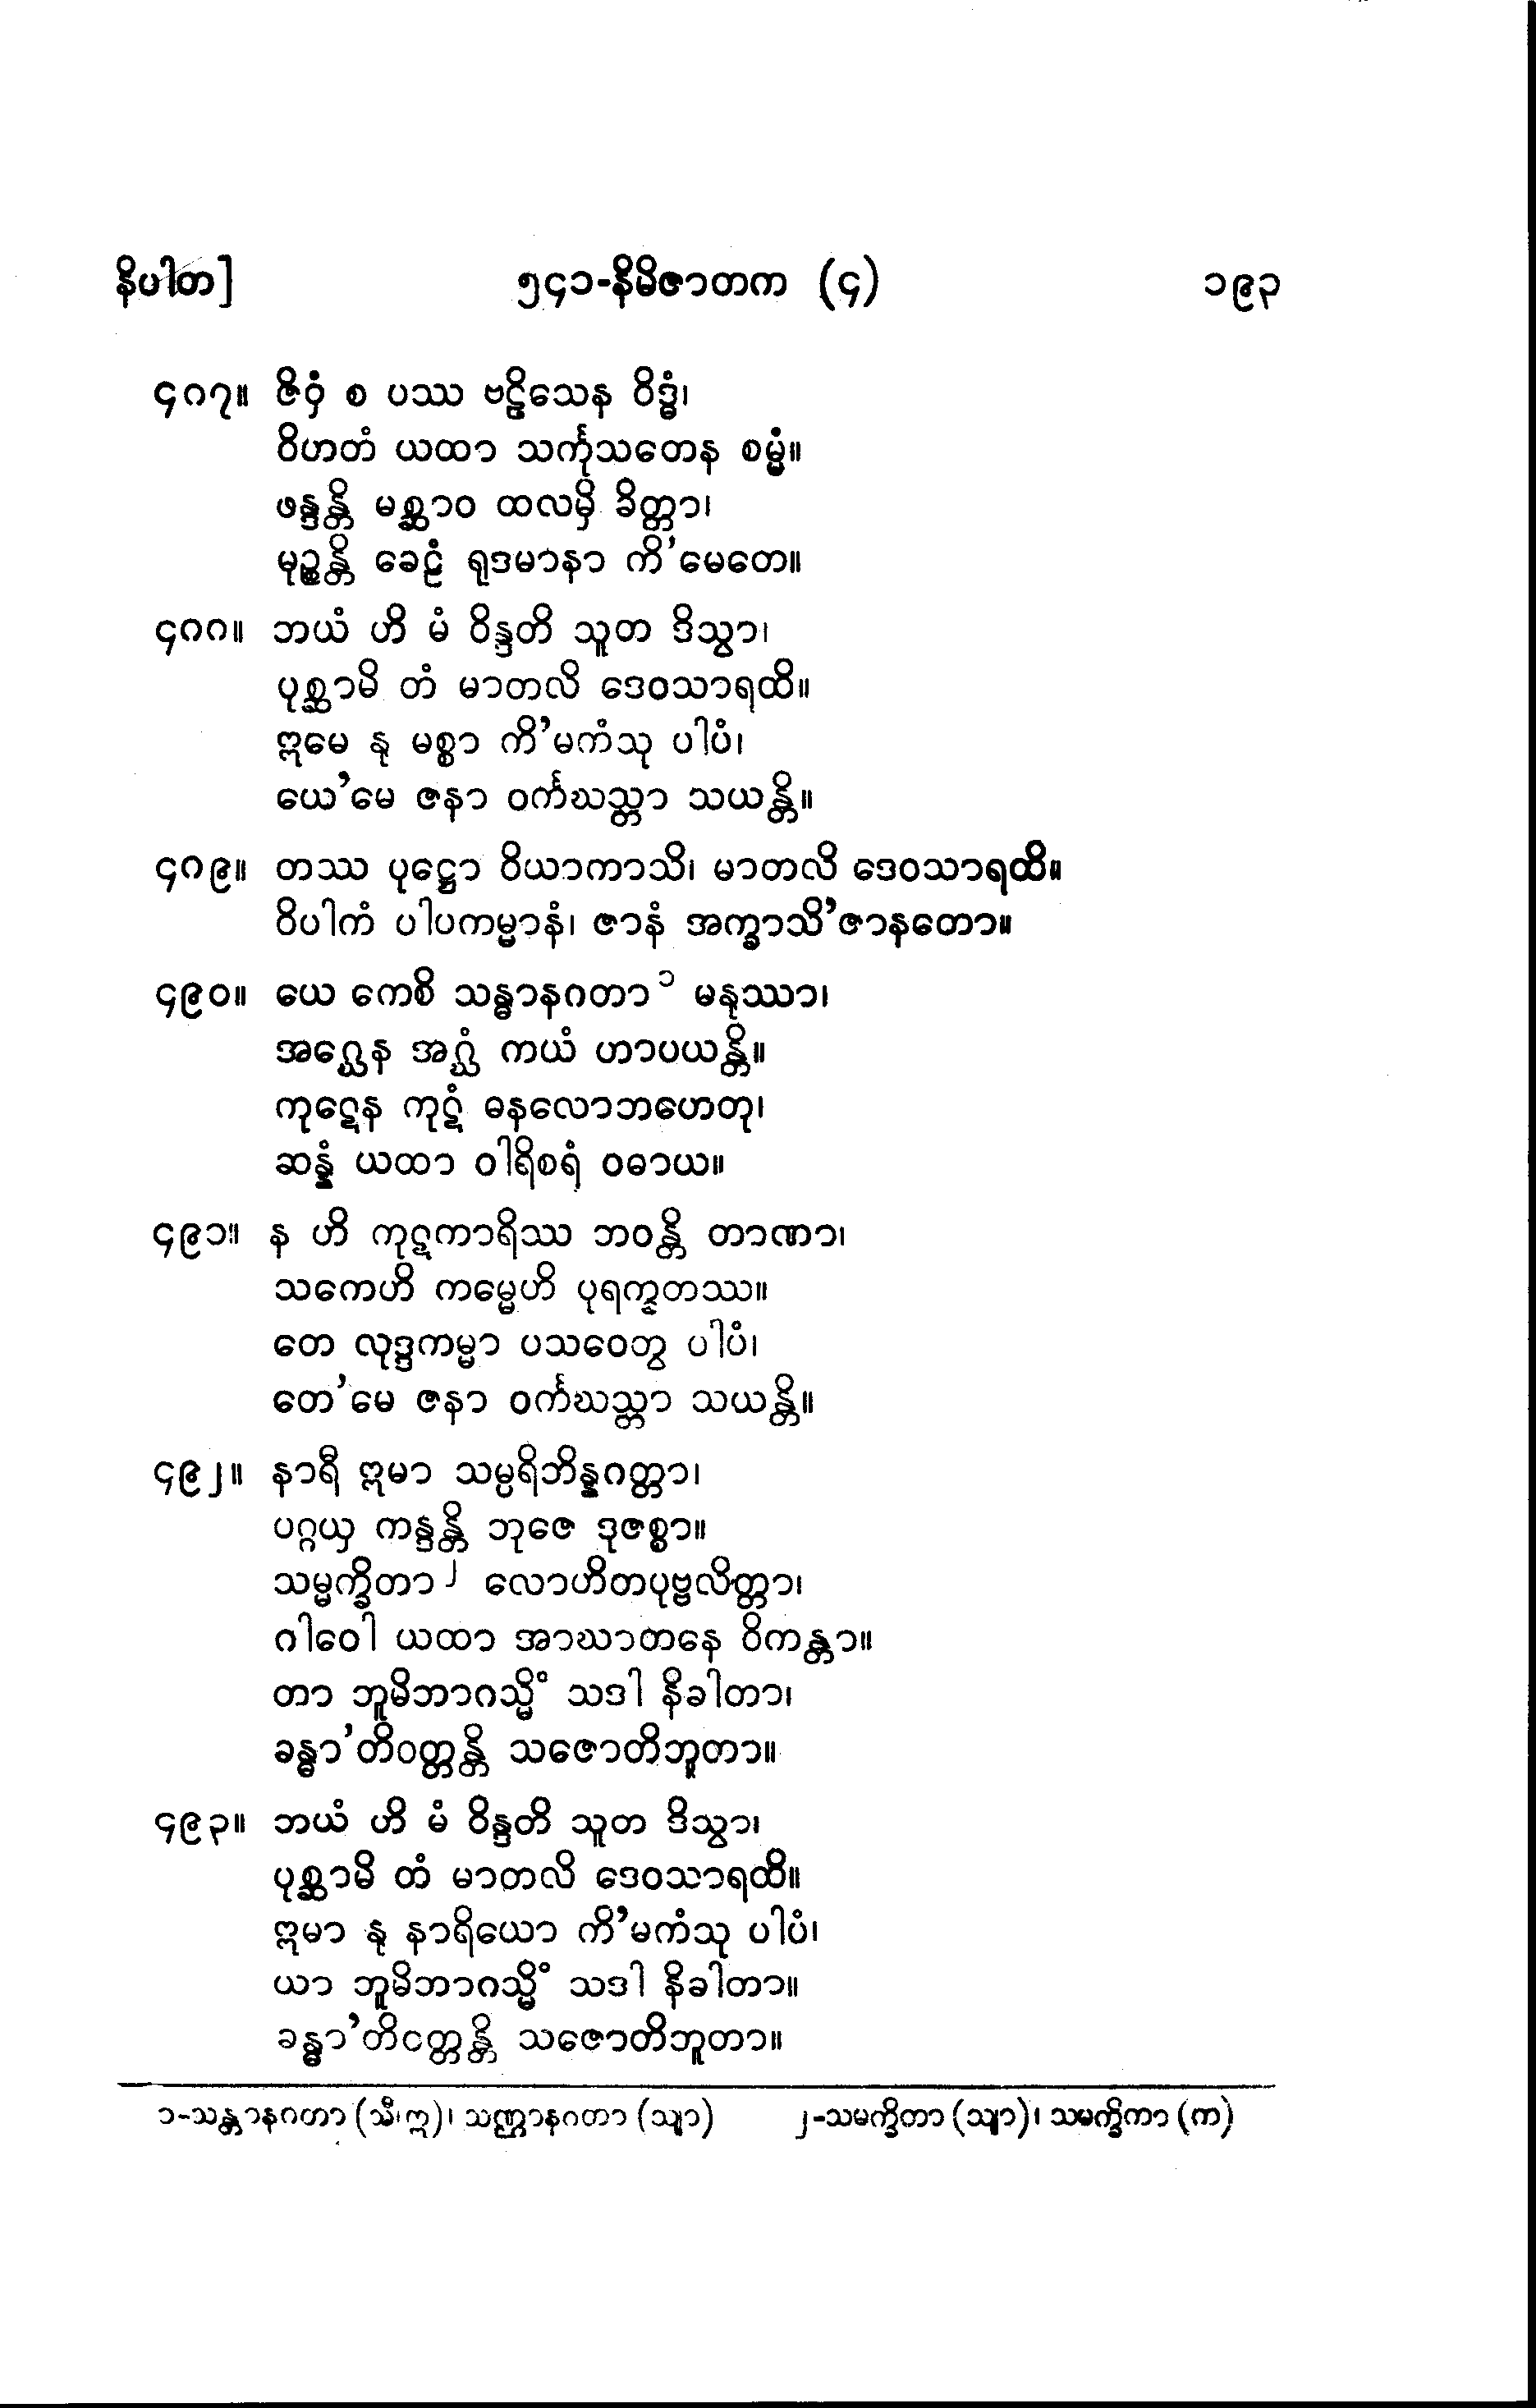 နိပါတ] ၅၄၁-နိမိဇာတက (၄) ၁၉၃
၄၈၇။ ဇိဝှံ စ ပဿ ဗဠိသေန ဝိဒ္ဓံ၊
ဝိဟတံ ယထာ သင်္ကုသတေန စမ္မံ။
ဖန္ဒန္တိ မစ္ဆာဝ ထလမှိ ခိတ္တာ၊
မုဉ္စန္တိ ခေဠံ ရုဒမာနာ ကိ’မေတေ။
၄၈၈။ ဘယံ ဟိ မံ ဝိန္ဒတိ သူတ ဒိသွာ၊
ပုစ္ဆာမိ တံ မာတလိ ဒေဝသာရထိ။
ဣမေ နု မစ္စာ ကိ’မကံသု ပါပံ၊
ယေ’မေ ဇနာ ဝင်္ကဃသ္တာ သယန္တိ။
၄၈၉။ တဿ ပုဋ္ဌော ဝိယာကာသိ၊ မာတလိ ဒေဝသာရထိ။
ဝိပါကံ ပါပကမ္မာနံ၊ ဇာနံ အက္ခာသိ’ဇာနတော။
၄၉၀။ ယေ ကေစိ သန္ဓာနဂတာ ၁ မနုဿာ၊
အဂ္ဃေန အဂ္ဃံ ကယံ ဟာပယန္တိ။
ကုဋေန ကုဋံ ဓနလောဘဟေတု၊
ဆန္နံ ယထာ ဝါရိစရံ ဝဓာယ။
၄၉၁။ န ဟိ ကုဋကာရိဿ ဘဝန္တိ တာဏာ၊
သကေဟိ ကမ္မေဟိ ပုရက္ခတဿ။
တေ လုဒ္ဒကမ္မာ ပသဝေတွ ပါပံ၊
တေ’မေ ဇနာ ဝင်္ကဃသ္တာ သယန္တိ။
၄၉၂။ နာရီ ဣမာ သမ္ပရိဘိန္နဂတ္တာ၊
ပဂ္ဂယှ ကန္ဒန္တိ ဘုဇေ ဒုဇစ္စာ။
သမ္မက္ခိတာ ၂ လောဟိတပုဗ္ဗလိတ္တာ၊
ဂါဝေါ ယထာ အာဃာတနေ ဝိကန္တာ။
တာ ဘူမိဘာဂသ္မိံ သဒါ နိခါတာ၊
ခန္ဓာ’တိဝတ္တန္တိ သဇောတိဘူတာ။
၄၉၃။ ဘယံ ဟိ မံ ဝိန္ဒတိ သူတ ဒိသွာ၊
ပုစ္ဆာမိ တံ မာတလိ ဒေဝသာရထိ။
ဣမာ နု နာရိယော ကိ’မကံသု ပါပံ၊
ယာ ဘူမိဘာဂသ္မိံ သဒါ နိခါတာ။
ခန္ဓာ’တိဝတ္တန္တိ သဇောတိဘူတာ။
၁-သန္တာနဂတာ (သီ၊ဣ)၊ သဏ္ဌာနဂတာ (သျာ) ၂-သမက္ခိတာ (သျာ)၊ သမက္ခိကာ (က)